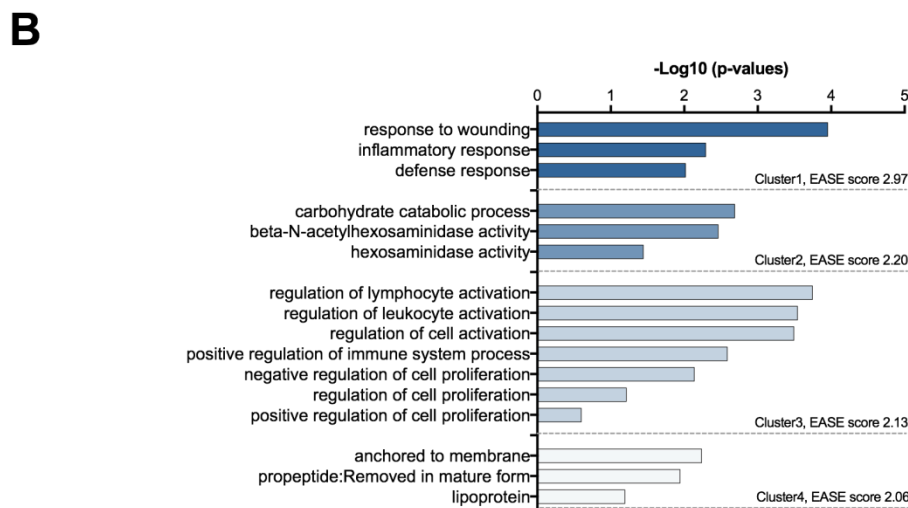 B
-Log10 (p-values)
0 1 2 3 4 5
response to wounding
inflammatory response
defense response
Cluster1, EASE score 2.97
carbohydrate catabolic process
beta-N-acetylhexosaminidase activity
hexosaminidase activity
Cluster2, EASE score 2.20
regulation of lymphocyte activation
regulation of leukocyte activation
regulation of cell activation
positive regulation of immune system process
negative regulation of cell proliferation
regulation of cell proliferation
positive regulation of cell proliferation
Cluster3, EASE score 2.13
anchored to membrane
propeptide:Removed in mature form
lipoprotein
Cluster4, EASE score 2.06